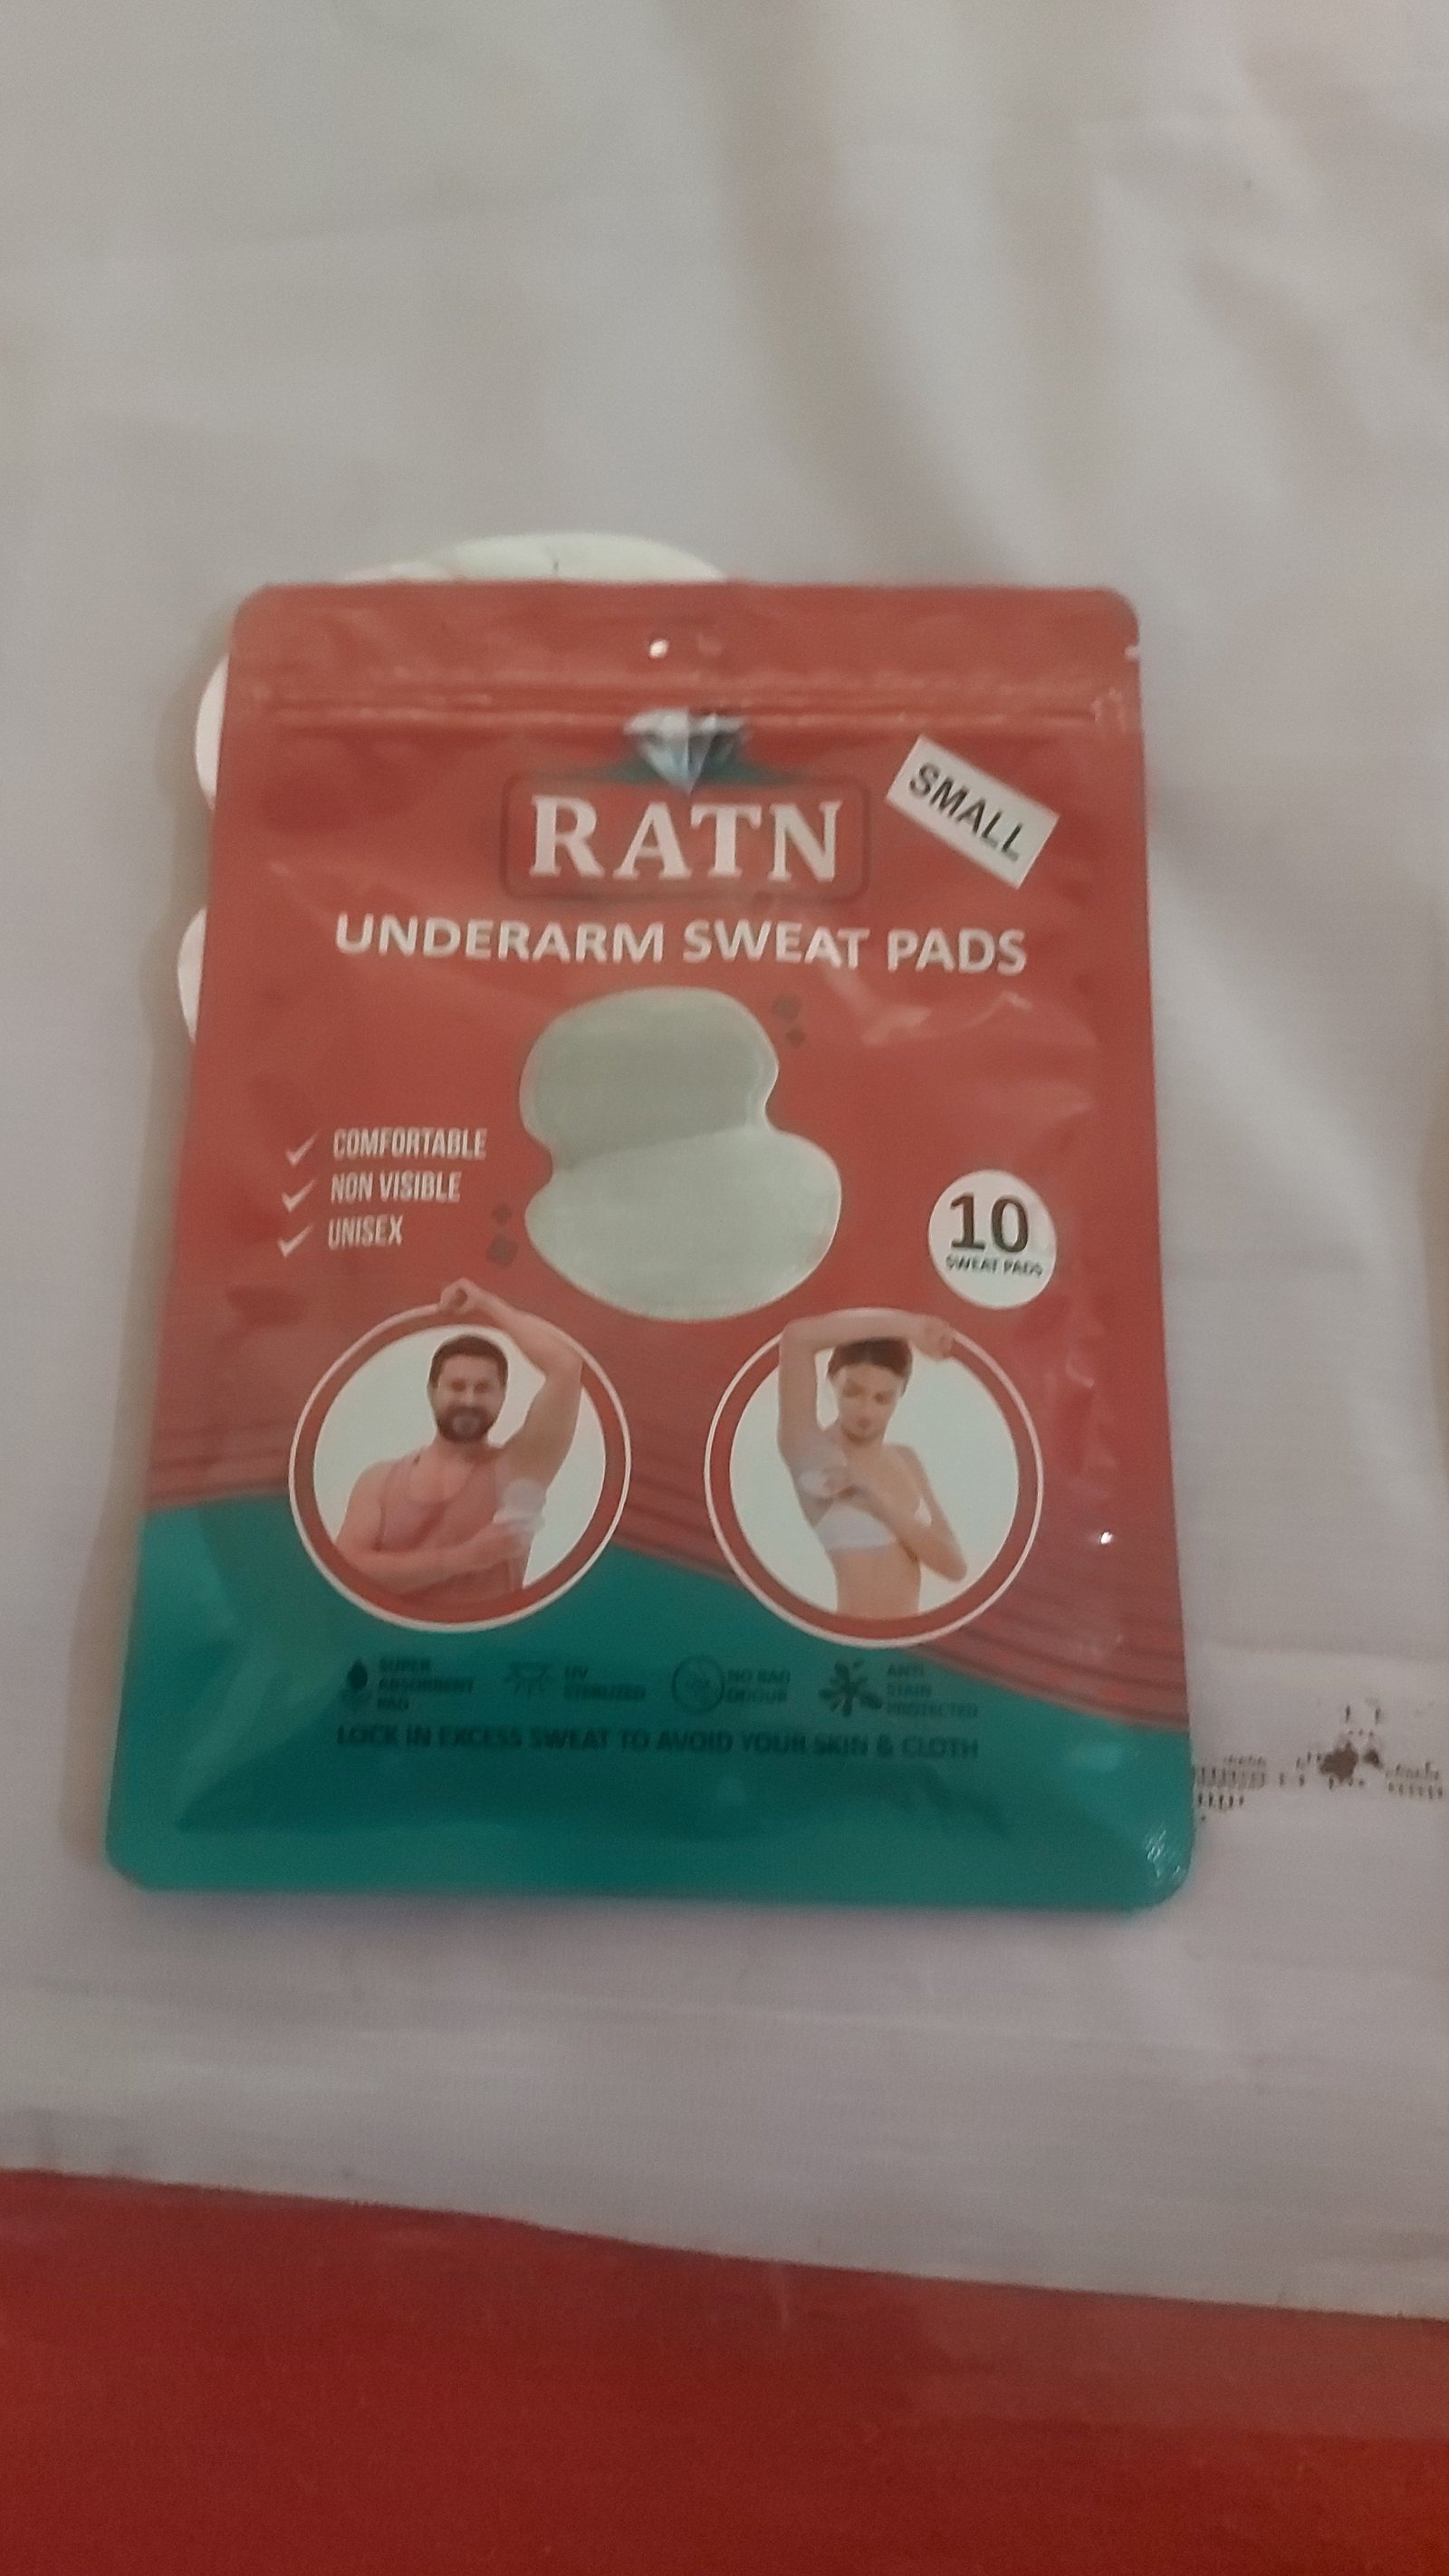 RATN
SMALL
UNDERARM SWEAT PADS
COMFORTABLE
NON VISIBLE
UNISEX
10
SWEAT PADS
SUPER
ABSORBENT
PAD
UV
STERILIZED
NO BAD
ODOUR
ANTI
STAIN
PROTECTED
LOCK IN EXCESS SWEAT TO AVOID YOUR SKIN & CLOTH